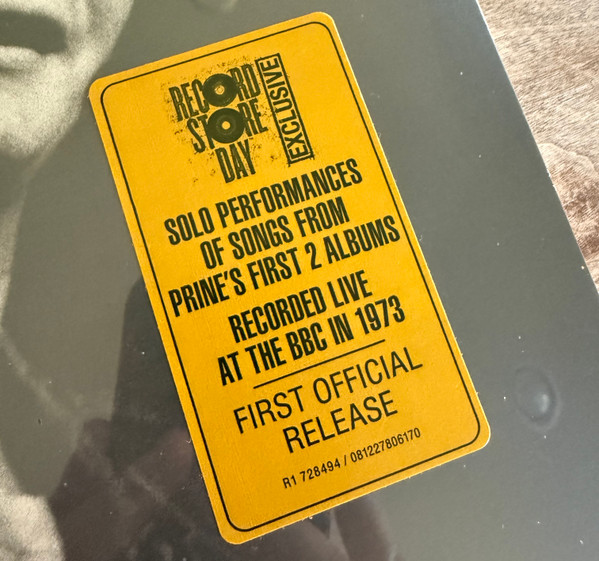 RECORD
STORE
DAY
EXCLUSIVE
SOLO PERFORMANCES
OF SONGS FROM
PRINE'S FIRST 2 ALBUMS
RECORDED LIVE
AT THE BBC IN 1973
FIRST OFFICIAL
RELEASE
R1 728494 / 081227806170